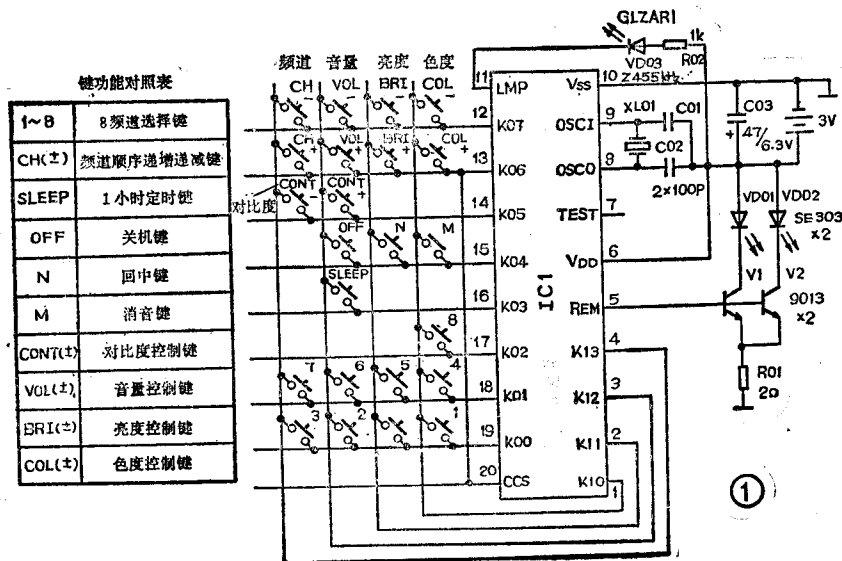 键功能对照表
1~8 8频道选择键
CH(±) 频道顺序递增递减键
SLEEP 1小时定时键
OFF 关机键
N 回中键
M 消音键
CONT(±) 对比度控制键
VOL(±) 音量控制键
BRI(±) 亮度控制键
COL(±) 色度控制键
频道 音量 亮度 色度
CH - VOL - BRI - COL -
CH + VOL + BRI + COL +
CONT - CONT +
对比度
OFF N M
SLEEP
8
7 6 5 4
3 2 1
11 LMP
12 K07
13 K06
14 K05
15 K04
16 K03
17 K02
18 K01
19 K00
20 CCS
IC1
VSS 10
OSCI 9
OSCO 8
TEST 7
VDD 6
REM 5
K13 4
K12 3
K11 2
K10 1
GLZAR1
VD03
1k
R02
Z455kHz
XL01
C01
C02
2×100P
C03
+
47/6.3V
3V
VD01
VD02
SE303
×2
V1
V2
9013
×2
R01
2Ω
①